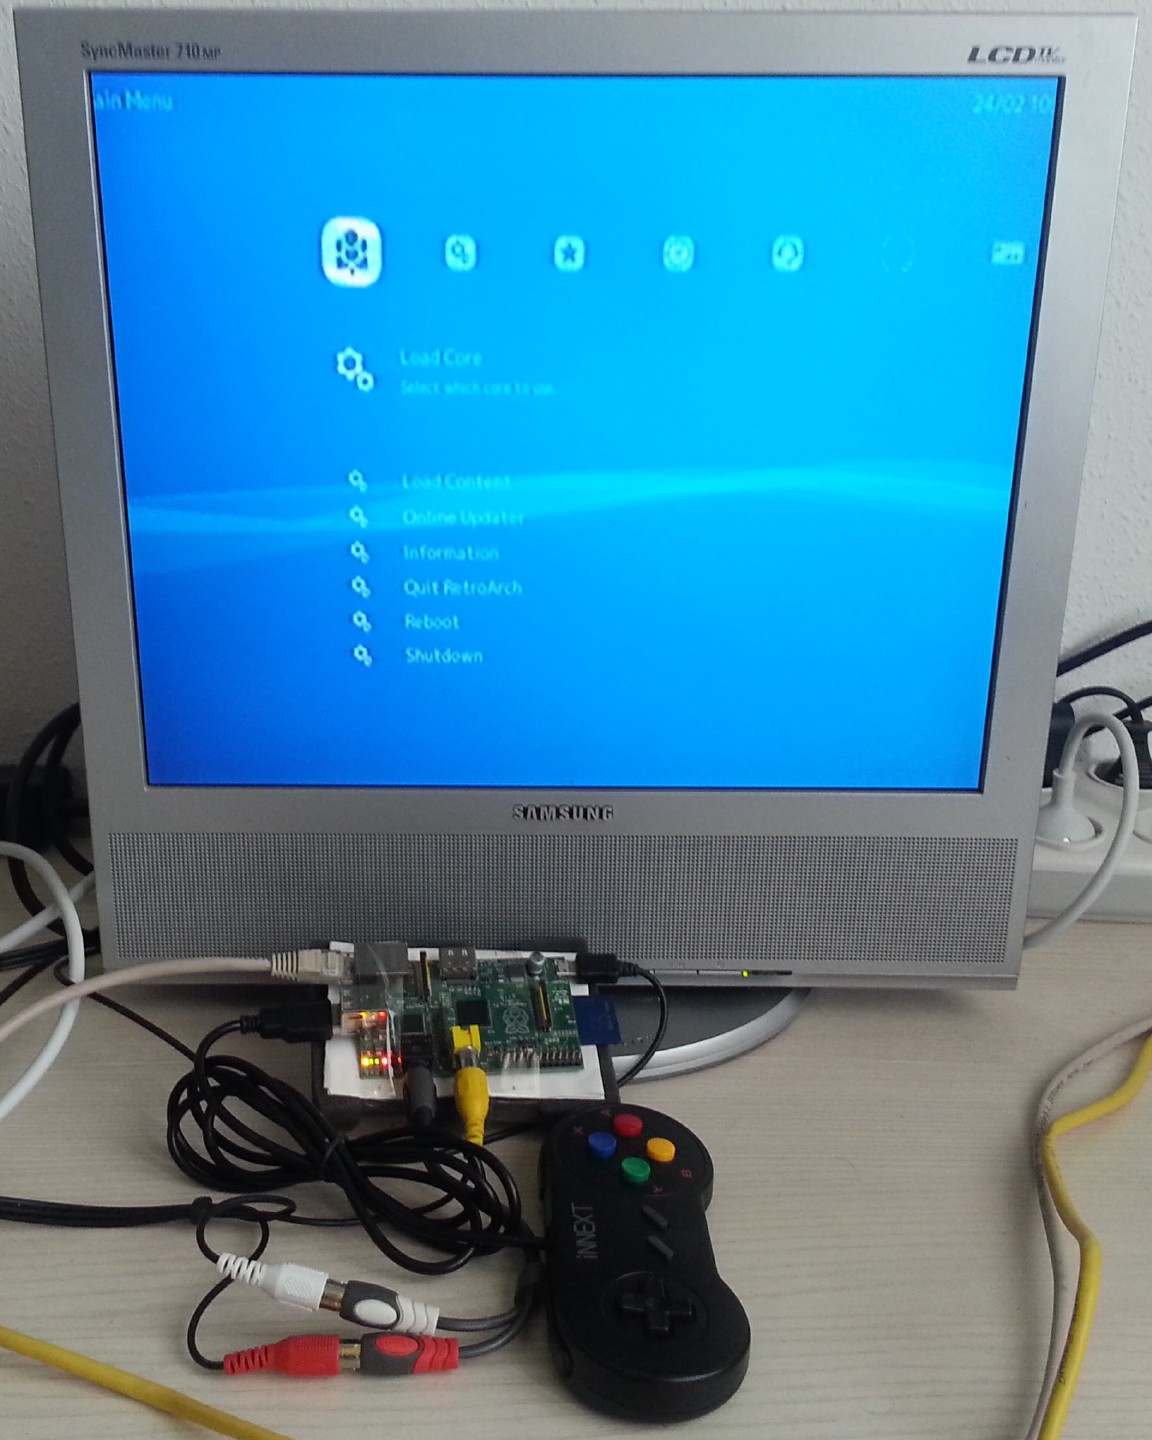 SyncMaster 710MP
LCD TV
ain Menu
24/02 10
Load Core
Select which core to use.
Load Content
Online Updater
Information
Quit RetroArch
Reboot
Shutdown
SAMSUNG
A
X
B
Y
iNNEXT